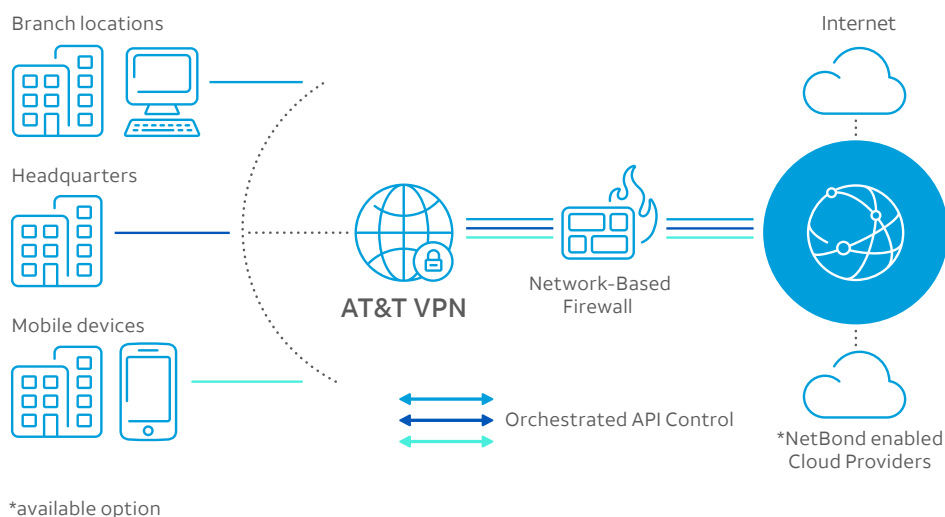 Branch locations
Internet
Headquarters
AT&T VPN
Network-Based
Firewall
Mobile devices
Orchestrated API Control
*NetBond enabled
Cloud Providers
*available option